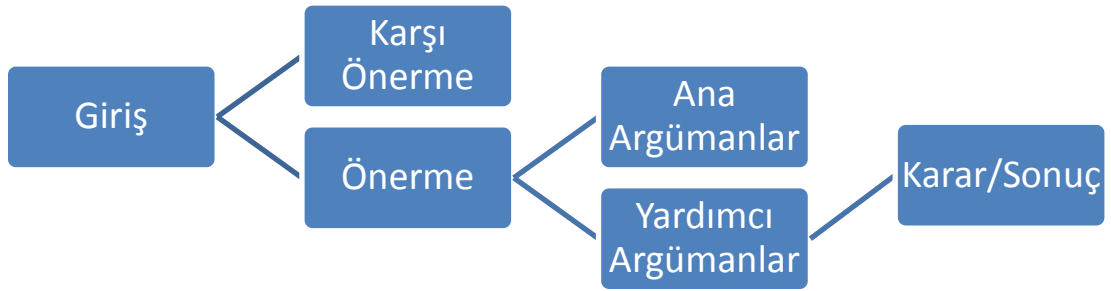 Giriş
Karşı
Önerme
Önerme
Ana
Argümanlar
Yardımcı
Argümanlar
Karar/Sonuç